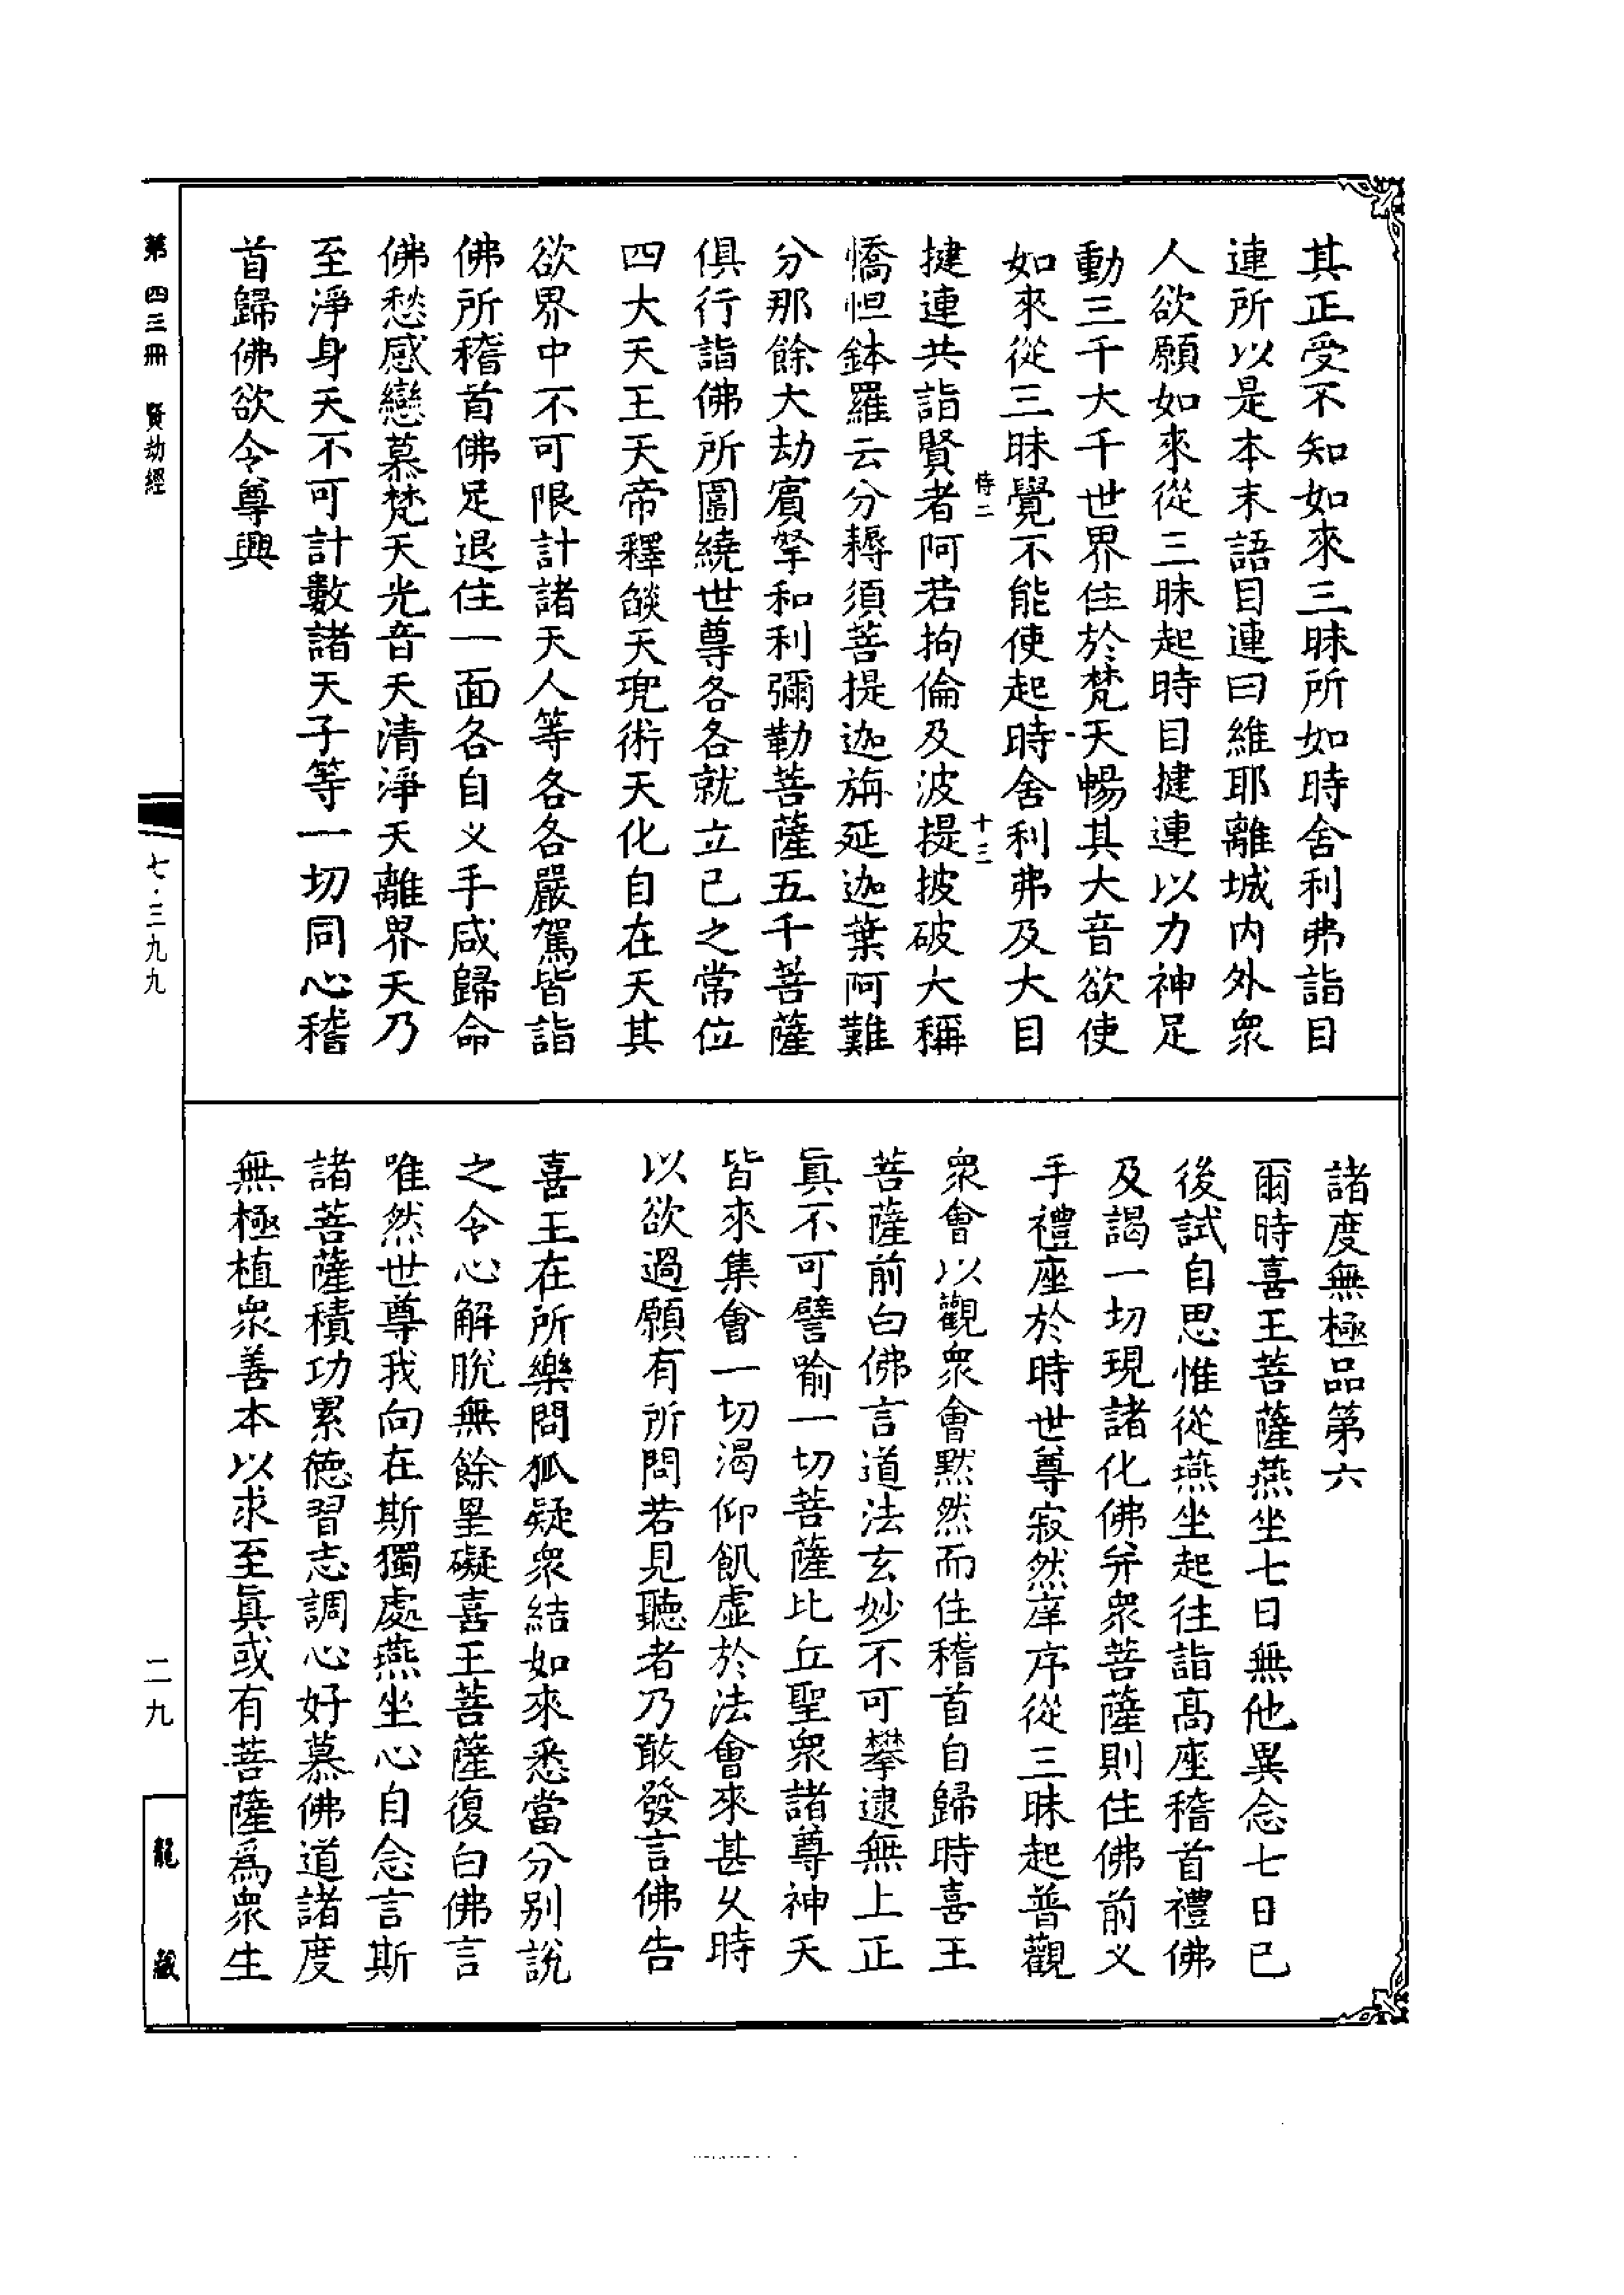 其正受不知如來三昧所如時舍利弗詣目
連所以是本末語目連曰維耶離城内外衆
人欲願如來從三昧起時目揵連以力神足
動三千大千世界住於梵天暢其大音欲使
如來從三昧覺不能使起時舍利弗及大目
揵連共詣賢者阿若拘倫及波提披破大稱
憍怛鉢羅云分耨須菩提迦旃延迦葉阿難
分那餘大劫賓㝹和利彌勒菩薩五千菩薩
俱行詣佛所圍繞世尊各各就立已之常位
四大天王天帝釋燄天兜術天化自在天其
欲界中不可限計諸天人等各各嚴駕皆詣
佛所稽首佛足退住一面各自叉手咸歸命
佛愁感戀慕梵天光音天清淨天離界天乃
至淨身天不可計數諸天子等一切同心稽
首歸佛欲令尊興
諸度無極品第六
爾時喜王菩薩燕坐七日無他異念七日已
後試自思惟從燕坐起往詣高座稽首禮佛
及謁一切現諸化佛并衆菩薩則住佛前叉
手禮座於時世尊寂然庠序從三昧起普觀
衆會以觀衆會默然而住稽首自歸時喜王
菩薩前白佛言道法玄妙不可攀逮無上正
眞不可譬喻一切菩薩比丘聖衆諸尊神天
皆來集會一切渴仰飢虛於法會來甚久時
以欲過願有所問若見聽者乃敢發言佛告
喜王在所樂問狐疑衆結如來悉當分別說
之令心解脫無餘罣礙喜王菩薩復白佛言
唯然世尊我向在斯獨處燕坐心自念言斯
諸菩薩積功累德習志調心好慕佛道諸度
無極植衆善本以求至眞或有菩薩爲衆生
十三
第四三冊 賢劫經
七·三九九
二九
龍藏